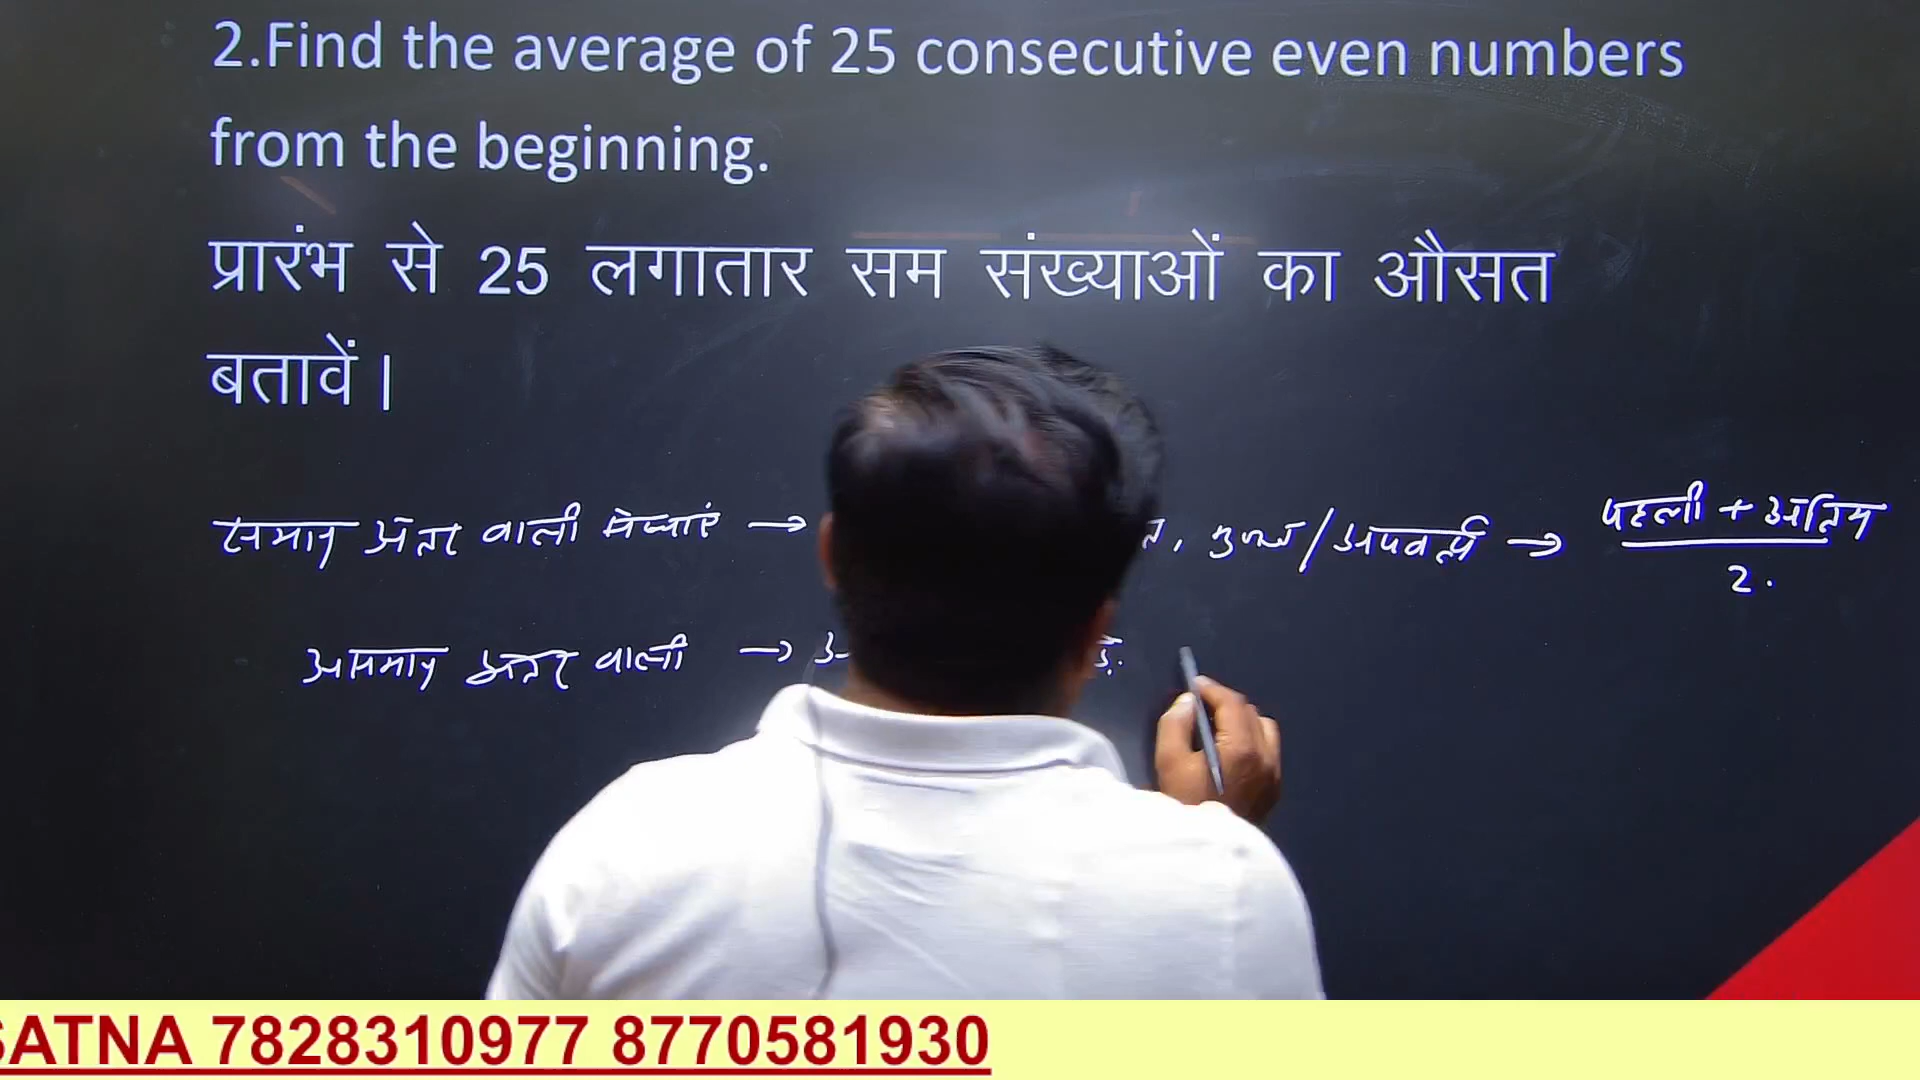 2.Find the average of 25 consecutive even numbers
from the beginning.
प्रारंभ से 25 लगातार सम संख्याओं का औसत
बतावें।
समान अंतर वाली संख्याएं → , गुणज/अपवर्त्य → पहली + अंतिम
2.
असमान अंतर वाली →
SATNA 7828310977 8770581930